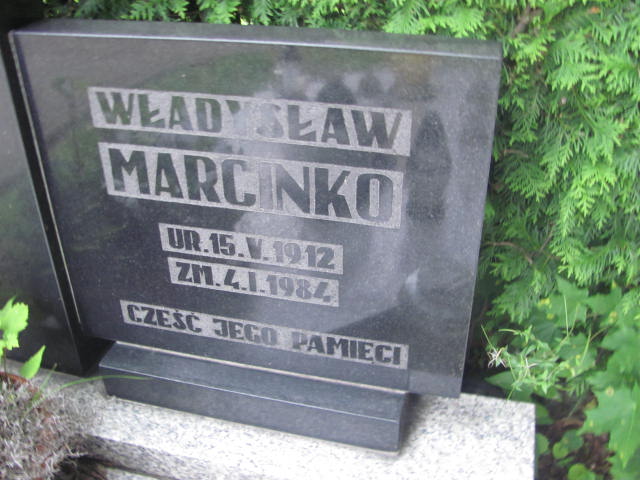 WŁADYSŁAW
MARCINKO
UR. 15. V. 1912
ZM. 4. I. 1984
CZEŚĆ JEGO PAMIĘCI